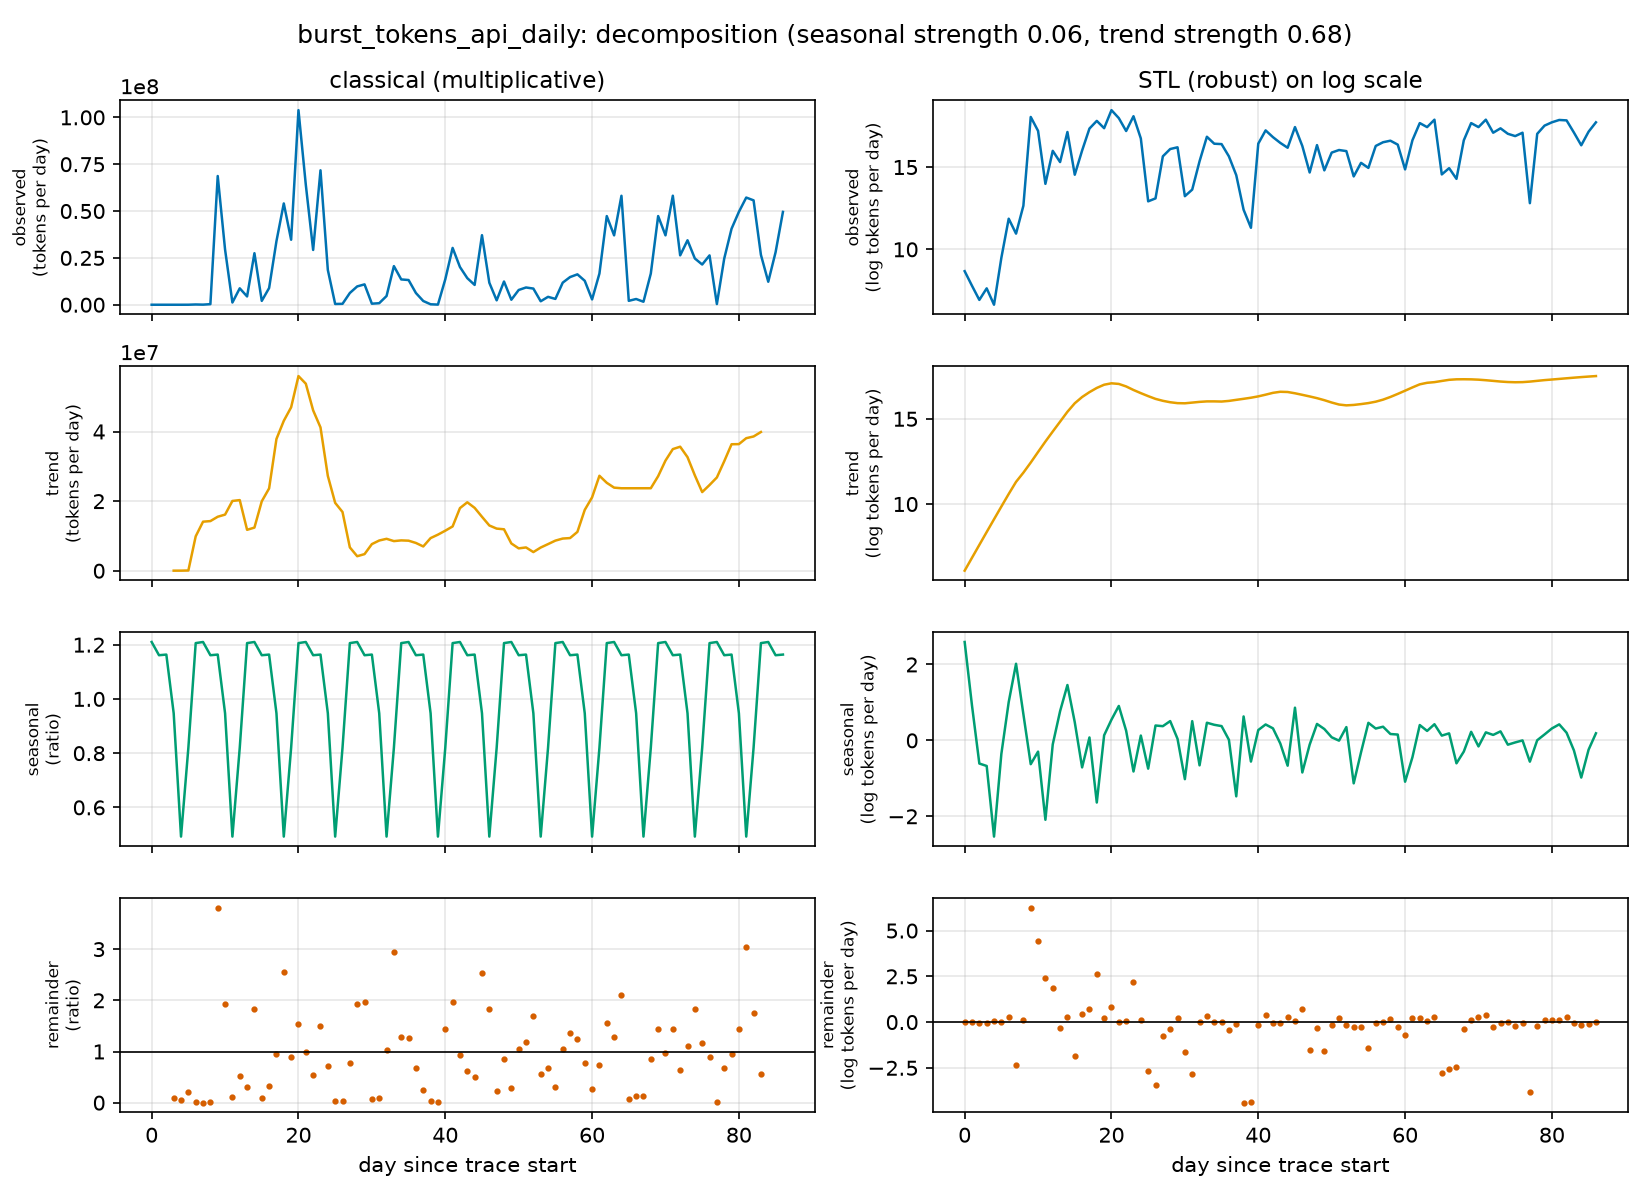 burst_tokens_api_daily: decomposition (seasonal strength 0.06, trend strength 0.68)
classical (multiplicative)
STL (robust) on log scale
1e8
observed
(tokens per day)
1.00
0.75
0.50
0.25
0.00
observed
(log tokens per day)
15
10
1e7
trend
(tokens per day)
4
2
0
trend
(log tokens per day)
15
10
seasonal
(ratio)
1.2
1.0
0.8
0.6
seasonal
(log tokens per day)
2
0
−2
remainder
(ratio)
3
2
1
0
remainder
(log tokens per day)
5.0
2.5
0.0
−2.5
0 20 40 60 80
0 20 40 60 80
day since trace start
day since trace start